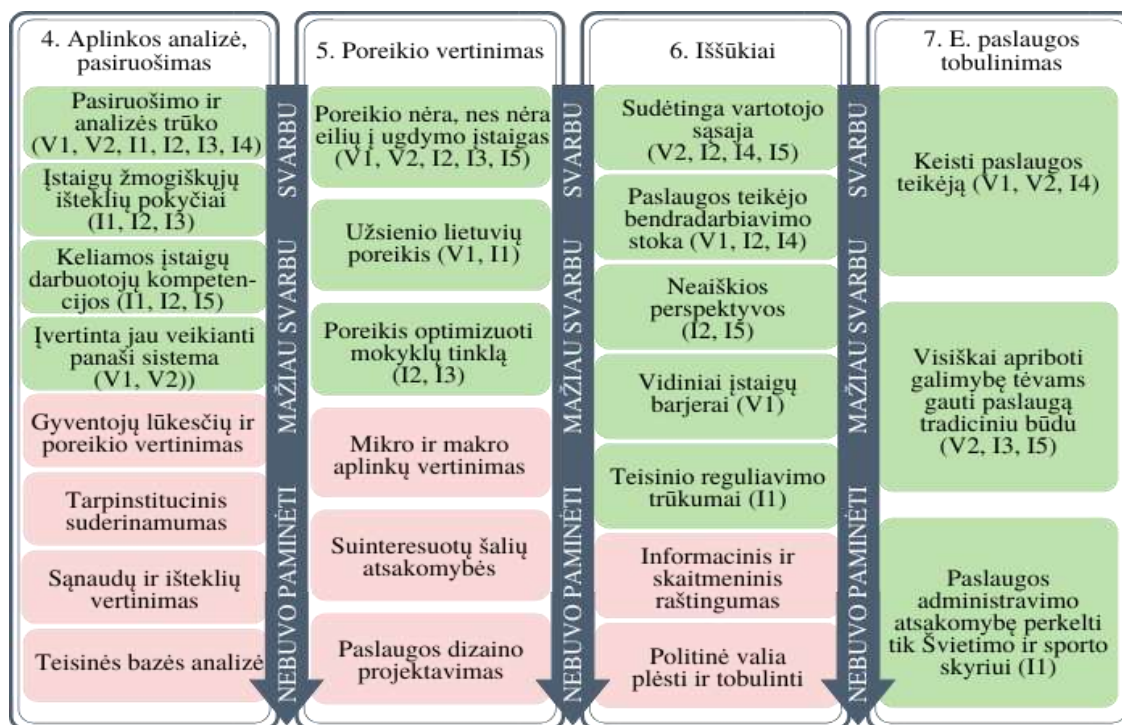 4. Aplinkos analizė,
pasiruošimas
Pasiruošimo ir
analizės trūko
(V1, V2, I1, I2, I3, I4)
Įstaigų žmogiškųjų
išteklių pokyčiai
(I1, I2, I3)
Keliamos įstaigų
darbuotojų kompeten-
cijos (I1, I2, I5)
Įvertinta jau veikianti
panaši sistema
(V1, V2))
Gyventojų lūkesčių ir
poreikio vertinimas
Tarpinstitucinis
suderinamumas
Sąnaudų ir išteklių
vertinimas
Teisinės bazės analizė
SVARBU
MAŽIAU SVARBU
NEBUVO PAMINĖTI
5. Poreikio vertinimas
Poreikio nėra, nes nėra
eilių į ugdymo įstaigas
(V1, V2, I2, I3, I5)
Užsienio lietuvių
poreikis (V1, I1)
Poreikis optimizuoti
mokyklų tinklą
(I2, I3)
Mikro ir makro
aplinkų vertinimas
Suinteresuotų šalių
atsakomybės
Paslaugos dizaino
projektavimas
SVARBU
MAŽIAU SVARBU
NEBUVO PAMINĖTI
6. Iššūkiai
Sudėtinga vartotojo
sąsaja
(V2, I2, I4, I5)
Paslaugos teikėjo
bendradarbiavimo
stoka (V1, I2, I4)
Neaiškios
perspektyvos
(I2, I5)
Vidiniai įstaigų
barjerai (V1)
Teisinio reguliavimo
trūkumai (I1)
Informacinis ir
skaitmeninis
raštingumas
Politinė valia
plėsti ir tobulinti
SVARBU
MAŽIAU SVARBU
NEBUVO PAMINĖTI
7. E. paslaugos
tobulinimas
Keisti paslaugos
teikėją (V1, V2, I4)
Visiškai apriboti
galimybę tėvams
gauti paslaugą
tradiciniu būdu
(V2, I3, I5)
Paslaugos
administravimo
atsakomybę perkelti
tik Švietimo ir sporto
skyriui (I1)